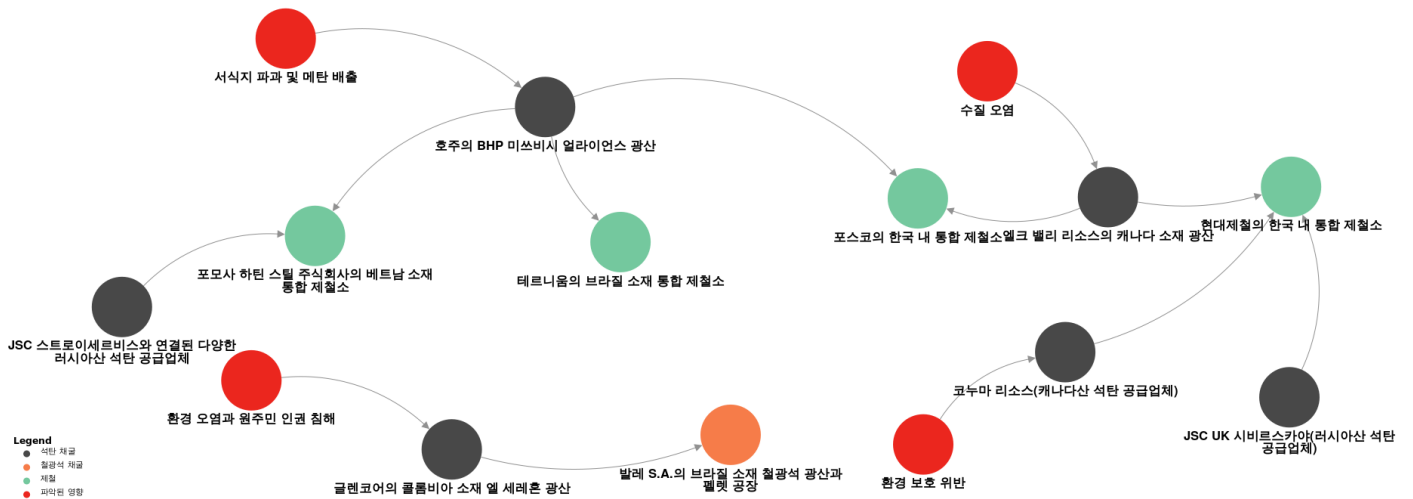 서식지 파과 및 메탄 배출
수질 오염
호주의 BHP 미쓰비시 얼라이언스 광산
포스코의 한국 내 통합 제철소
엘크 밸리 리소스의 캐나다 소재 광산
현대제철의 한국 내 통합 제철소
포모사 하틴 스틸 주식회사의 베트남 소재
통합 제철소
테르니움의 브라질 소재 통합 제철소
JSC 스트로이세르비스와 연결된 다양한
러시아산 석탄 공급업체
환경 오염과 원주민 인권 침해
코누마 리소스(캐나다산 석탄 공급업체)
JSC UK 시비르스카야(러시아산 석탄
공급업체)
글렌코어의 콜롬비아 소재 엘 세레혼 광산
발레 S.A.의 브라질 소재 철광석 광산과
펠렛 공장
환경 보호 위반
Legend
석탄 채굴
철광석 채굴
제철
파악된 영향